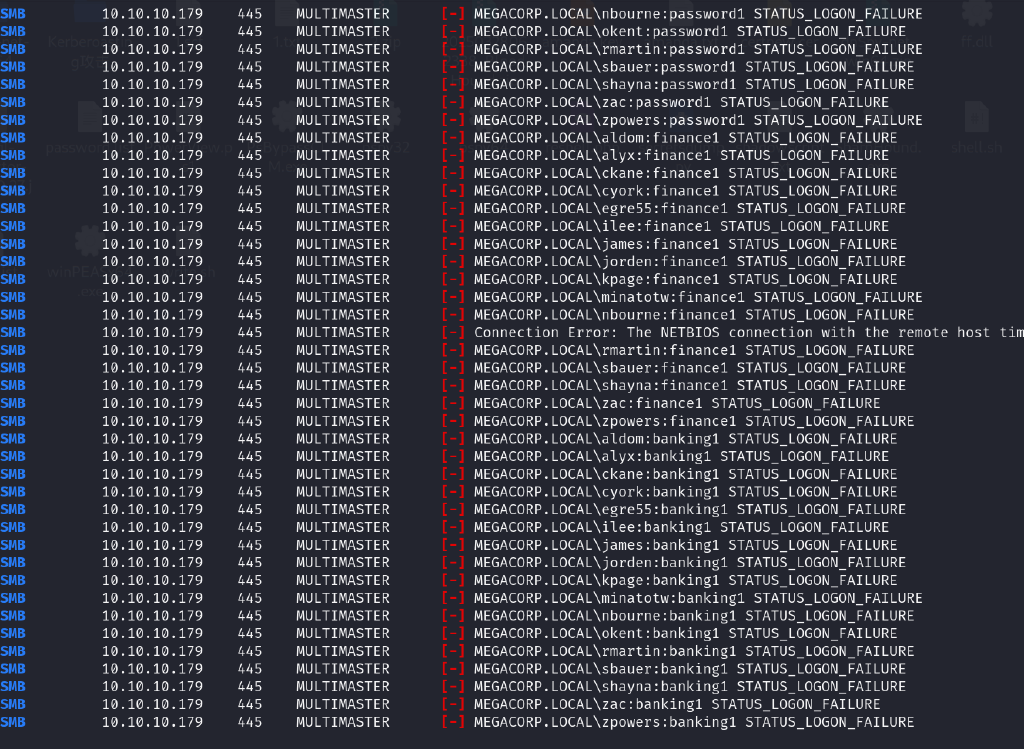 SMB 10.10.10.179 445 MULTIMASTER [-] MEGACORP.LOCAL\nbourne:password1 STATUS_LOGON_FAILURE
SMB 10.10.10.179 445 MULTIMASTER [-] MEGACORP.LOCAL\okent:password1 STATUS_LOGON_FAILURE
SMB 10.10.10.179 445 MULTIMASTER [-] MEGACORP.LOCAL\rmartin:password1 STATUS_LOGON_FAILURE
SMB 10.10.10.179 445 MULTIMASTER [-] MEGACORP.LOCAL\sbauer:password1 STATUS_LOGON_FAILURE
SMB 10.10.10.179 445 MULTIMASTER [-] MEGACORP.LOCAL\shayna:password1 STATUS_LOGON_FAILURE
SMB 10.10.10.179 445 MULTIMASTER [-] MEGACORP.LOCAL\zac:password1 STATUS_LOGON_FAILURE
SMB 10.10.10.179 445 MULTIMASTER [-] MEGACORP.LOCAL\zpowers:password1 STATUS_LOGON_FAILURE
SMB 10.10.10.179 445 MULTIMASTER [-] MEGACORP.LOCAL\aldom:finance1 STATUS_LOGON_FAILURE
SMB 10.10.10.179 445 MULTIMASTER [-] MEGACORP.LOCAL\alyx:finance1 STATUS_LOGON_FAILURE
SMB 10.10.10.179 445 MULTIMASTER [-] MEGACORP.LOCAL\ckane:finance1 STATUS_LOGON_FAILURE
SMB 10.10.10.179 445 MULTIMASTER [-] MEGACORP.LOCAL\cyork:finance1 STATUS_LOGON_FAILURE
SMB 10.10.10.179 445 MULTIMASTER [-] MEGACORP.LOCAL\egre55:finance1 STATUS_LOGON_FAILURE
SMB 10.10.10.179 445 MULTIMASTER [-] MEGACORP.LOCAL\ilee:finance1 STATUS_LOGON_FAILURE
SMB 10.10.10.179 445 MULTIMASTER [-] MEGACORP.LOCAL\james:finance1 STATUS_LOGON_FAILURE
SMB 10.10.10.179 445 MULTIMASTER [-] MEGACORP.LOCAL\jorden:finance1 STATUS_LOGON_FAILURE
SMB 10.10.10.179 445 MULTIMASTER [-] MEGACORP.LOCAL\kpage:finance1 STATUS_LOGON_FAILURE
SMB 10.10.10.179 445 MULTIMASTER [-] MEGACORP.LOCAL\minatotw:finance1 STATUS_LOGON_FAILURE
SMB 10.10.10.179 445 MULTIMASTER [-] MEGACORP.LOCAL\nbourne:finance1 STATUS_LOGON_FAILURE
SMB 10.10.10.179 445 MULTIMASTER [-] Connection Error: The NETBIOS connection with the remote host tim
SMB 10.10.10.179 445 MULTIMASTER [-] MEGACORP.LOCAL\rmartin:finance1 STATUS_LOGON_FAILURE
SMB 10.10.10.179 445 MULTIMASTER [-] MEGACORP.LOCAL\sbauer:finance1 STATUS_LOGON_FAILURE
SMB 10.10.10.179 445 MULTIMASTER [-] MEGACORP.LOCAL\shayna:finance1 STATUS_LOGON_FAILURE
SMB 10.10.10.179 445 MULTIMASTER [-] MEGACORP.LOCAL\zac:finance1 STATUS_LOGON_FAILURE
SMB 10.10.10.179 445 MULTIMASTER [-] MEGACORP.LOCAL\zpowers:finance1 STATUS_LOGON_FAILURE
SMB 10.10.10.179 445 MULTIMASTER [-] MEGACORP.LOCAL\aldom:banking1 STATUS_LOGON_FAILURE
SMB 10.10.10.179 445 MULTIMASTER [-] MEGACORP.LOCAL\alyx:banking1 STATUS_LOGON_FAILURE
SMB 10.10.10.179 445 MULTIMASTER [-] MEGACORP.LOCAL\ckane:banking1 STATUS_LOGON_FAILURE
SMB 10.10.10.179 445 MULTIMASTER [-] MEGACORP.LOCAL\cyork:banking1 STATUS_LOGON_FAILURE
SMB 10.10.10.179 445 MULTIMASTER [-] MEGACORP.LOCAL\egre55:banking1 STATUS_LOGON_FAILURE
SMB 10.10.10.179 445 MULTIMASTER [-] MEGACORP.LOCAL\ilee:banking1 STATUS_LOGON_FAILURE
SMB 10.10.10.179 445 MULTIMASTER [-] MEGACORP.LOCAL\james:banking1 STATUS_LOGON_FAILURE
SMB 10.10.10.179 445 MULTIMASTER [-] MEGACORP.LOCAL\jorden:banking1 STATUS_LOGON_FAILURE
SMB 10.10.10.179 445 MULTIMASTER [-] MEGACORP.LOCAL\kpage:banking1 STATUS_LOGON_FAILURE
SMB 10.10.10.179 445 MULTIMASTER [-] MEGACORP.LOCAL\minatotw:banking1 STATUS_LOGON_FAILURE
SMB 10.10.10.179 445 MULTIMASTER [-] MEGACORP.LOCAL\nbourne:banking1 STATUS_LOGON_FAILURE
SMB 10.10.10.179 445 MULTIMASTER [-] MEGACORP.LOCAL\okent:banking1 STATUS_LOGON_FAILURE
SMB 10.10.10.179 445 MULTIMASTER [-] MEGACORP.LOCAL\rmartin:banking1 STATUS_LOGON_FAILURE
SMB 10.10.10.179 445 MULTIMASTER [-] MEGACORP.LOCAL\sbauer:banking1 STATUS_LOGON_FAILURE
SMB 10.10.10.179 445 MULTIMASTER [-] MEGACORP.LOCAL\shayna:banking1 STATUS_LOGON_FAILURE
SMB 10.10.10.179 445 MULTIMASTER [-] MEGACORP.LOCAL\zac:banking1 STATUS_LOGON_FAILURE
SMB 10.10.10.179 445 MULTIMASTER [-] MEGACORP.LOCAL\zpowers:banking1 STATUS_LOGON_FAILURE